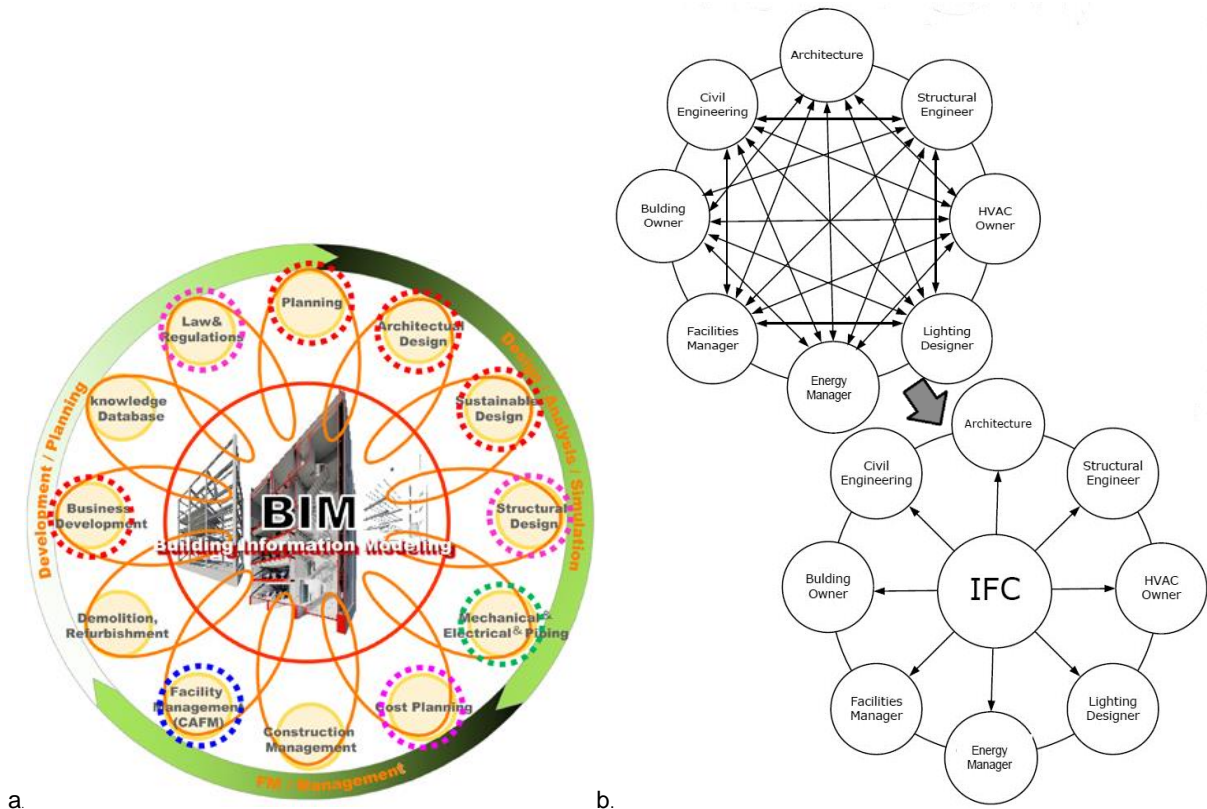 Planning
Architectual
Design
Sustainable
Design
Structural
Design
Mechanical &
Electrical & Piping
Cost Planning
Construction
Management
Facility
Management
(CAFM)
Demolition,
Refurbishment
Business
Development
knowledge
Database
Law&
Regulations
Development / Planning
Design Analysis / Simulation
FM / Management
BIM
Building Information Modeling
a.
Architecture
Structural
Engineer
HVAC
Owner
Lighting
Designer
Energy
Manager
Facilities
Manager
Bulding
Owner
Civil
Engineering
Architecture
Structural
Engineer
HVAC
Owner
Lighting
Designer
Energy
Manager
Facilities
Manager
Bulding
Owner
Civil
Engineering
IFC
b.